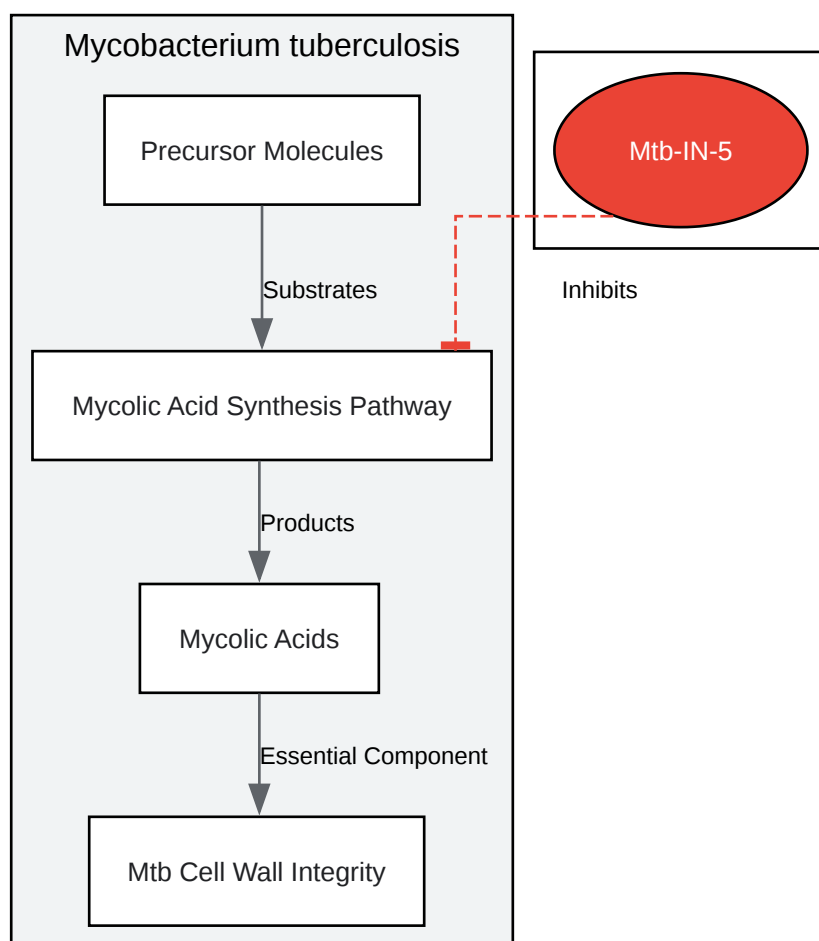 Mycobacterium tuberculosis
Precursor Molecules
Mtb-IN-5
Substrates
Inhibits
Mycolic Acid Synthesis Pathway
Products
Mycolic Acids
Essential Component
Mtb Cell Wall Integrity